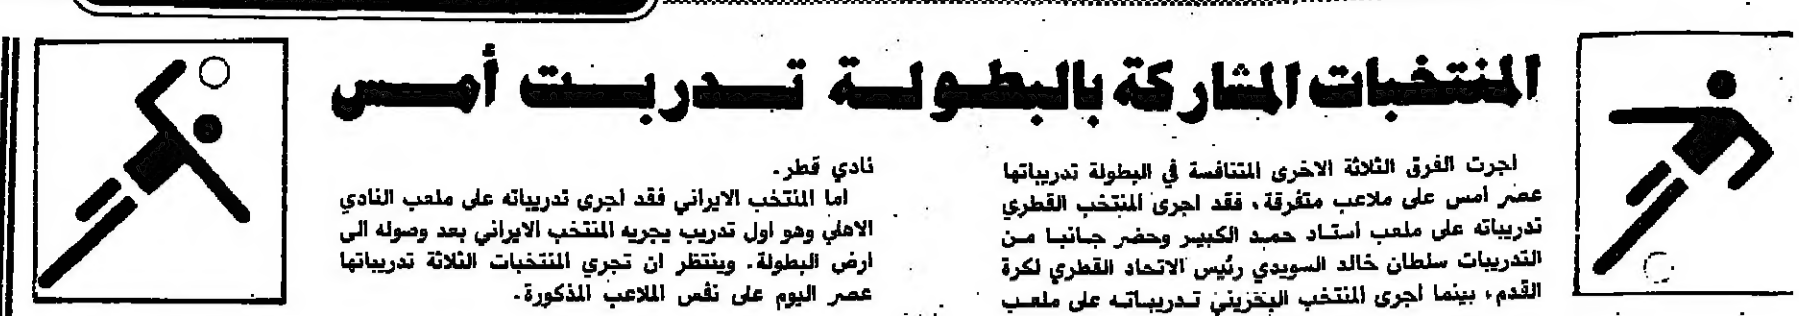 المنتخبات المشاركة بالبطولة تدربت أمس
اجرت الفرق الثلاثة الاخرى المتنافسة في البطولة تدريباتها
عصر امس على ملاعب متفرقة، فقد اجرى المنتخب القطري
تدريباته على ملعب أستاد حمد الكبير وحضر جانبا من
التدريبات سلطان خالد السويدي رئيس الاتحاد القطري لكرة
القدم، بينما اجرى المنتخب البحريني تدريباته على ملعب
نادي قطر.
اما المنتخب الايراني فقد اجرى تدريباته على ملعب النادي
الاهلي وهو اول تدريب يجريه المنتخب الايراني بعد وصوله الى
ارض البطولة. وينتظر ان تجري المنتخبات الثلاثة تدريباتها
عصر اليوم على نفس الملاعب المذكورة.